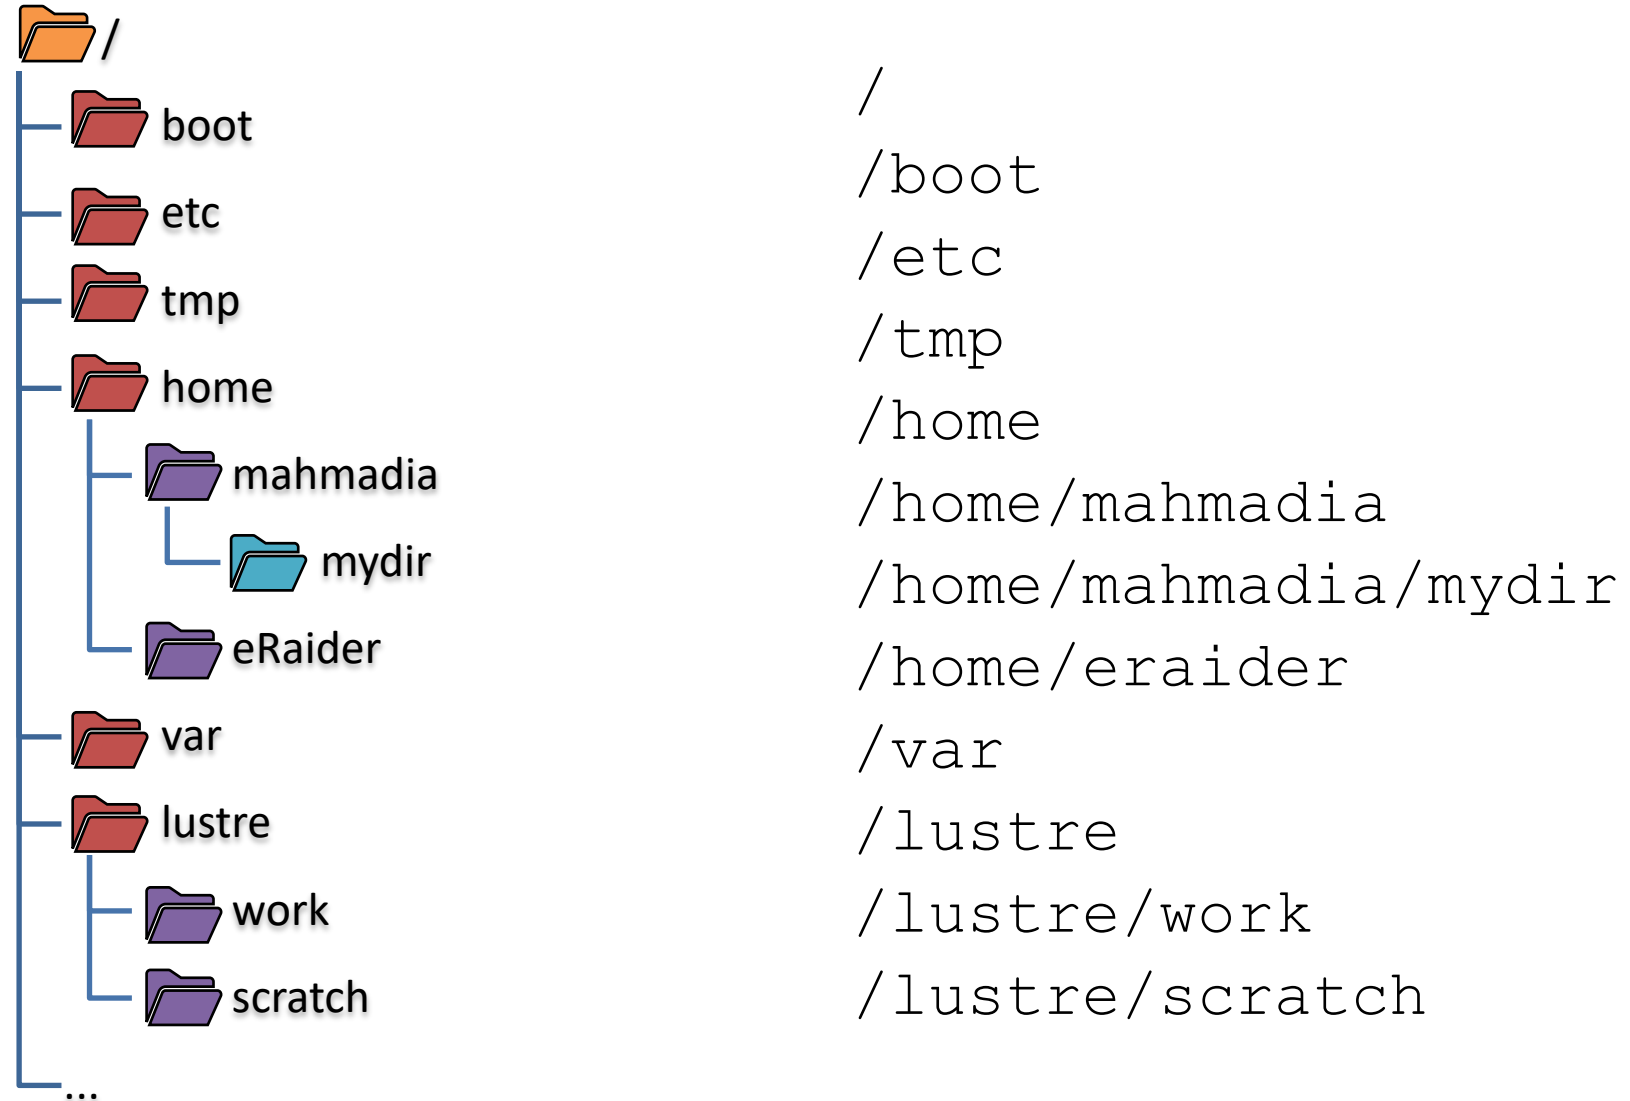 /
boot
etc
tmp
home
mahmadia
mydir
eRaider
var
lustre
work
scratch
...
/
/boot
/etc
/tmp
/home
/home/mahmadia
/home/mahmadia/mydir
/home/eraider
/var
/lustre
/lustre/work
/lustre/scratch